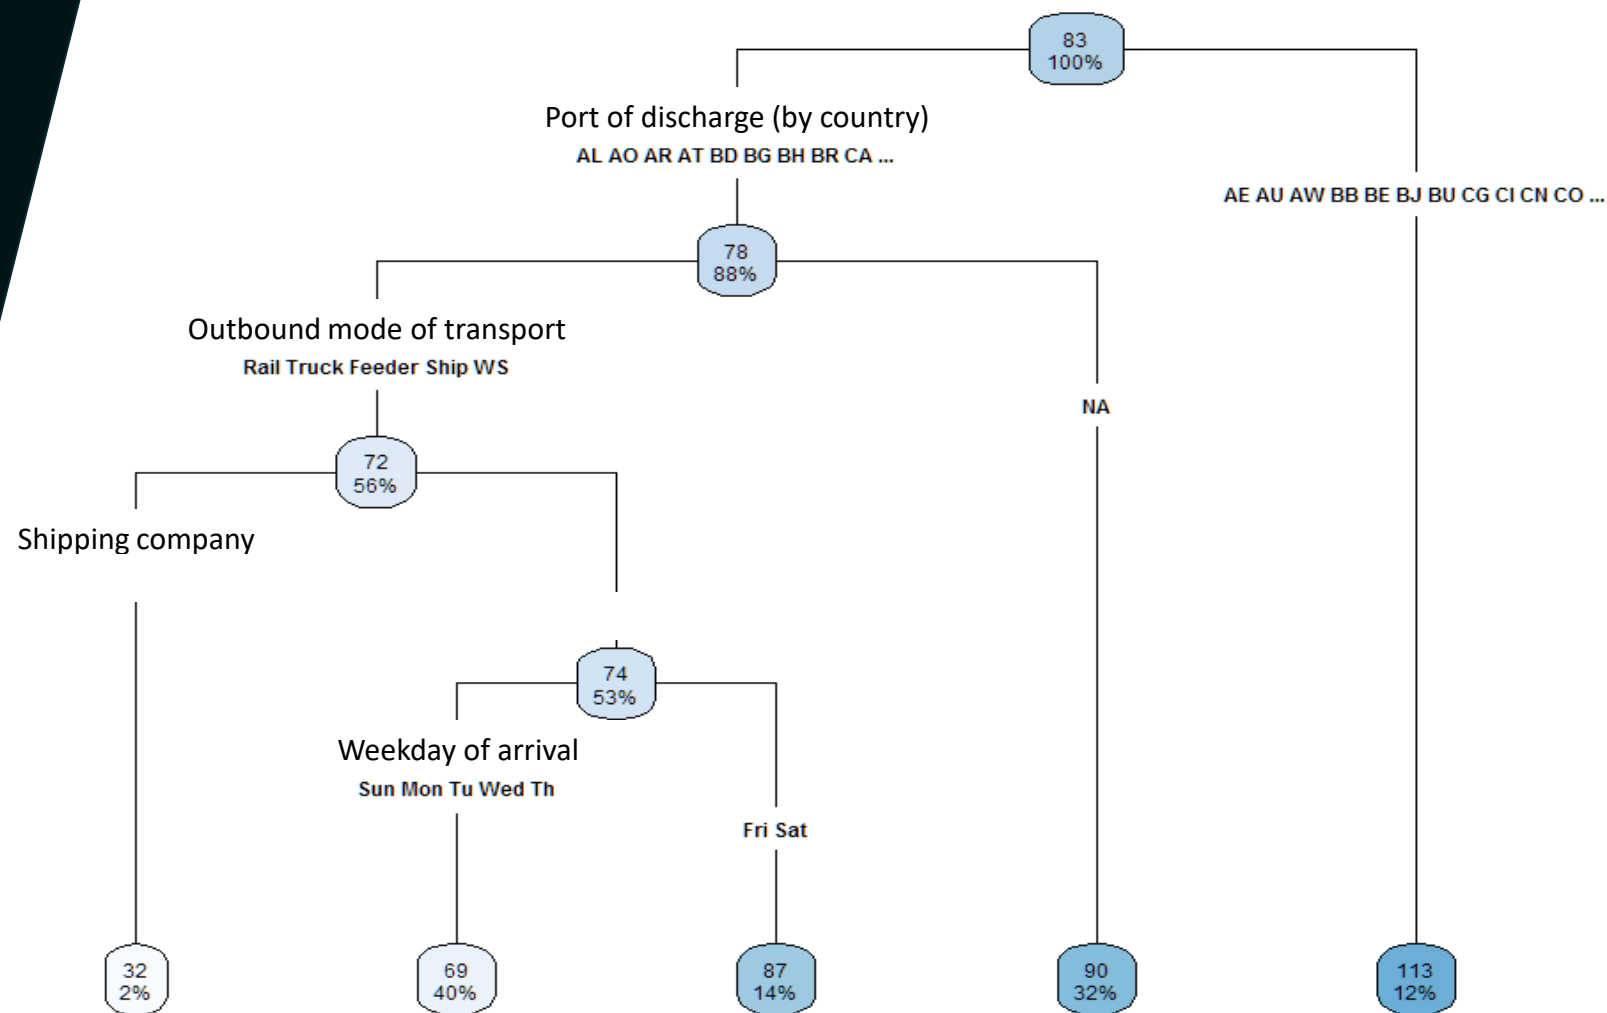 83
100%
Port of discharge (by country)
AL AO AR AT BD BG BH BR CA ...
AE AU AW BB BE BJ BU CG CI CN CO ...
78
88%
Outbound mode of transport
Rail Truck Feeder Ship WS
NA
72
56%
Shipping company
74
53%
Weekday of arrival
Sun Mon Tu Wed Th
Fri Sat
32
2%
69
40%
87
14%
90
32%
113
12%